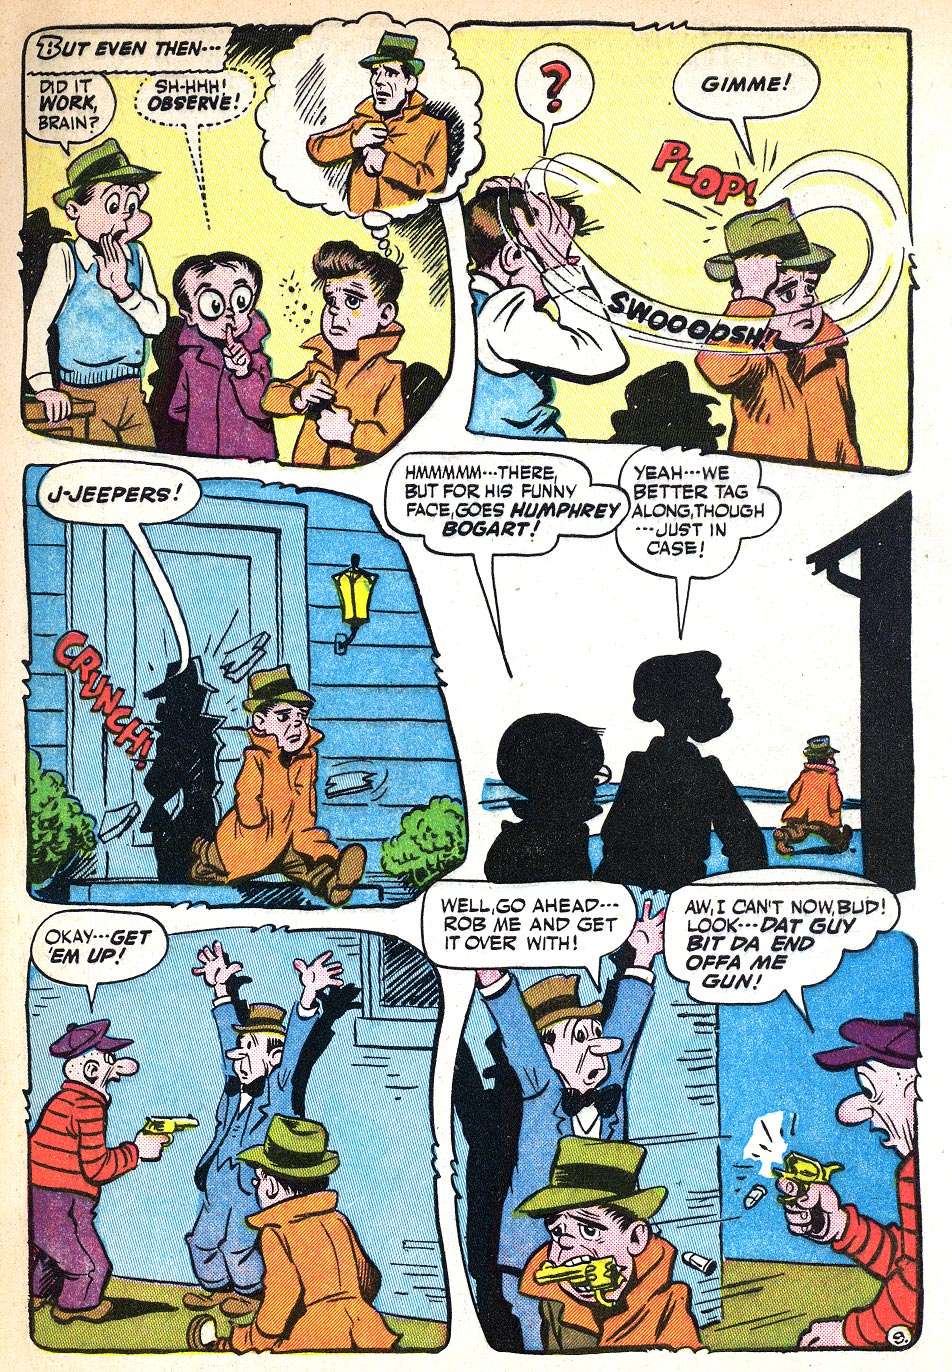 BUT EVEN THEN---
DID IT
WORK,
BRAIN?
SH-HHH!
OBSERVE!
?
GIMME!
PLOP!
SWOOOOSH!!
J-JEEPERS!
CRUNCH!
HMMMMM---THERE,
BUT FOR HIS FUNNY
FACE, GOES HUMPHREY
BOGART!
YEAH---WE
BETTER TAG
ALONG, THOUGH
---JUST IN
CASE!
OKAY---GET
'EM UP!
WELL, GO AHEAD---
ROB ME AND GET
IT OVER WITH!
AW, I CAN'T NOW, BUD!
LOOK---DAT GUY
BIT DA END
OFFA ME
GUN!
9.